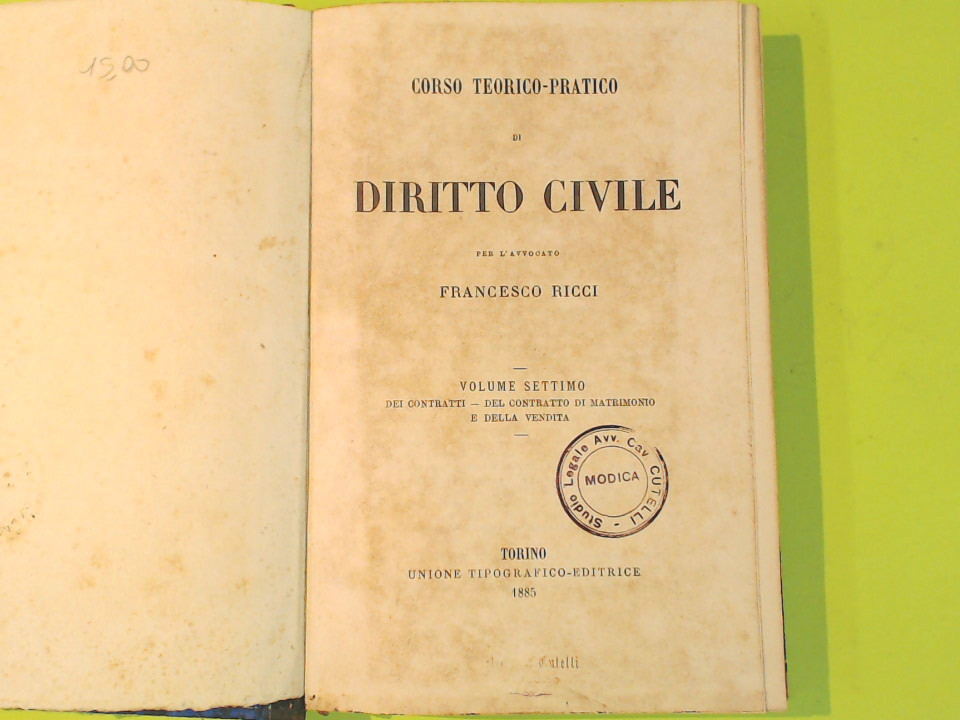 15,00
CORSO TEORICO-PRATICO
DI
DIRITTO CIVILE
PER L'AVVOCATO
FRANCESCO RICCI
VOLUME SETTIMO
DEI CONTRATTI — DEL CONTRATTO DI MATRIMONIO
E DELLA VENDITA
Studio Legale Avv. Cav. CUTELLI -
MODICA
TORINO
UNIONE TIPOGRAFICO-EDITRICE
1885
Cutelli